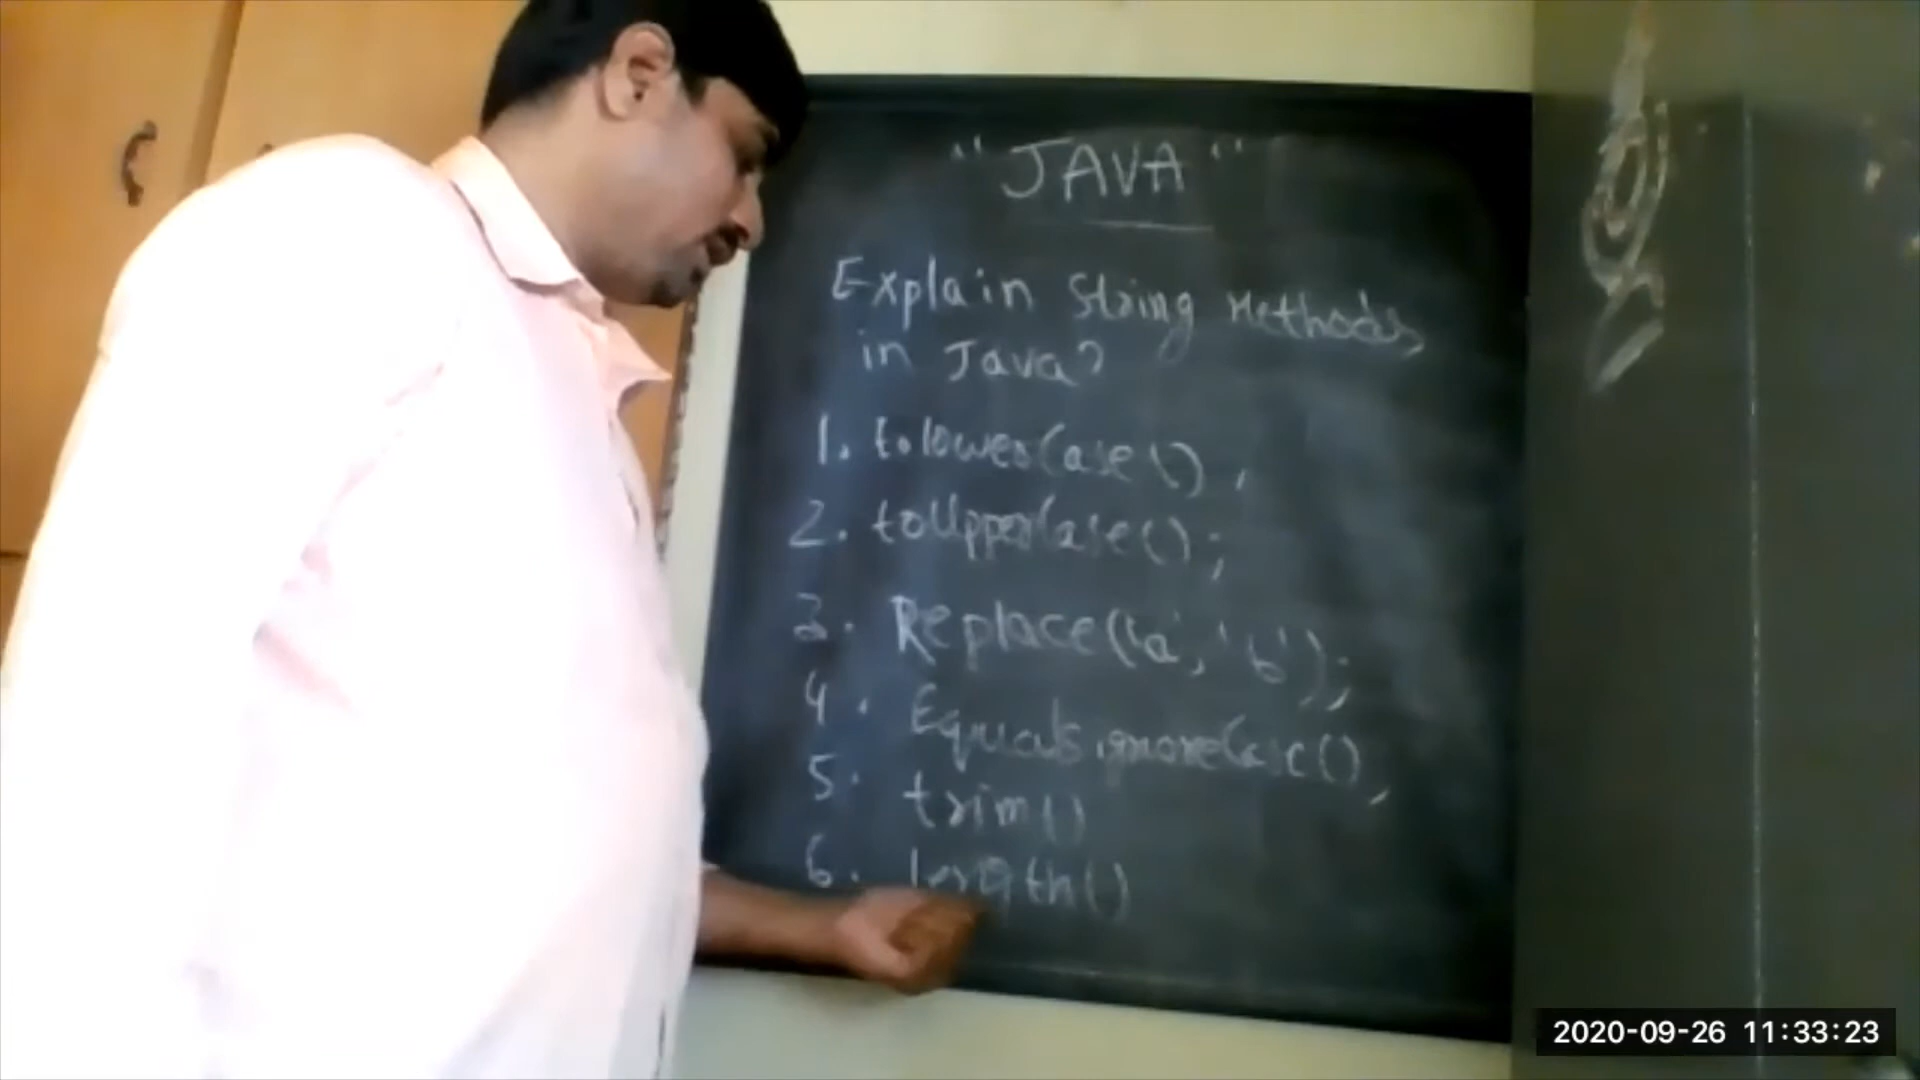 "JAVA"
Explain String Methods
in Java?
1. tolowerCase(),
2. toUpperCase();
3. Replace('a', 'b');
4. EqualsignoreCase(),
5. trim()
6. length()
2020-09-26 11:33:23